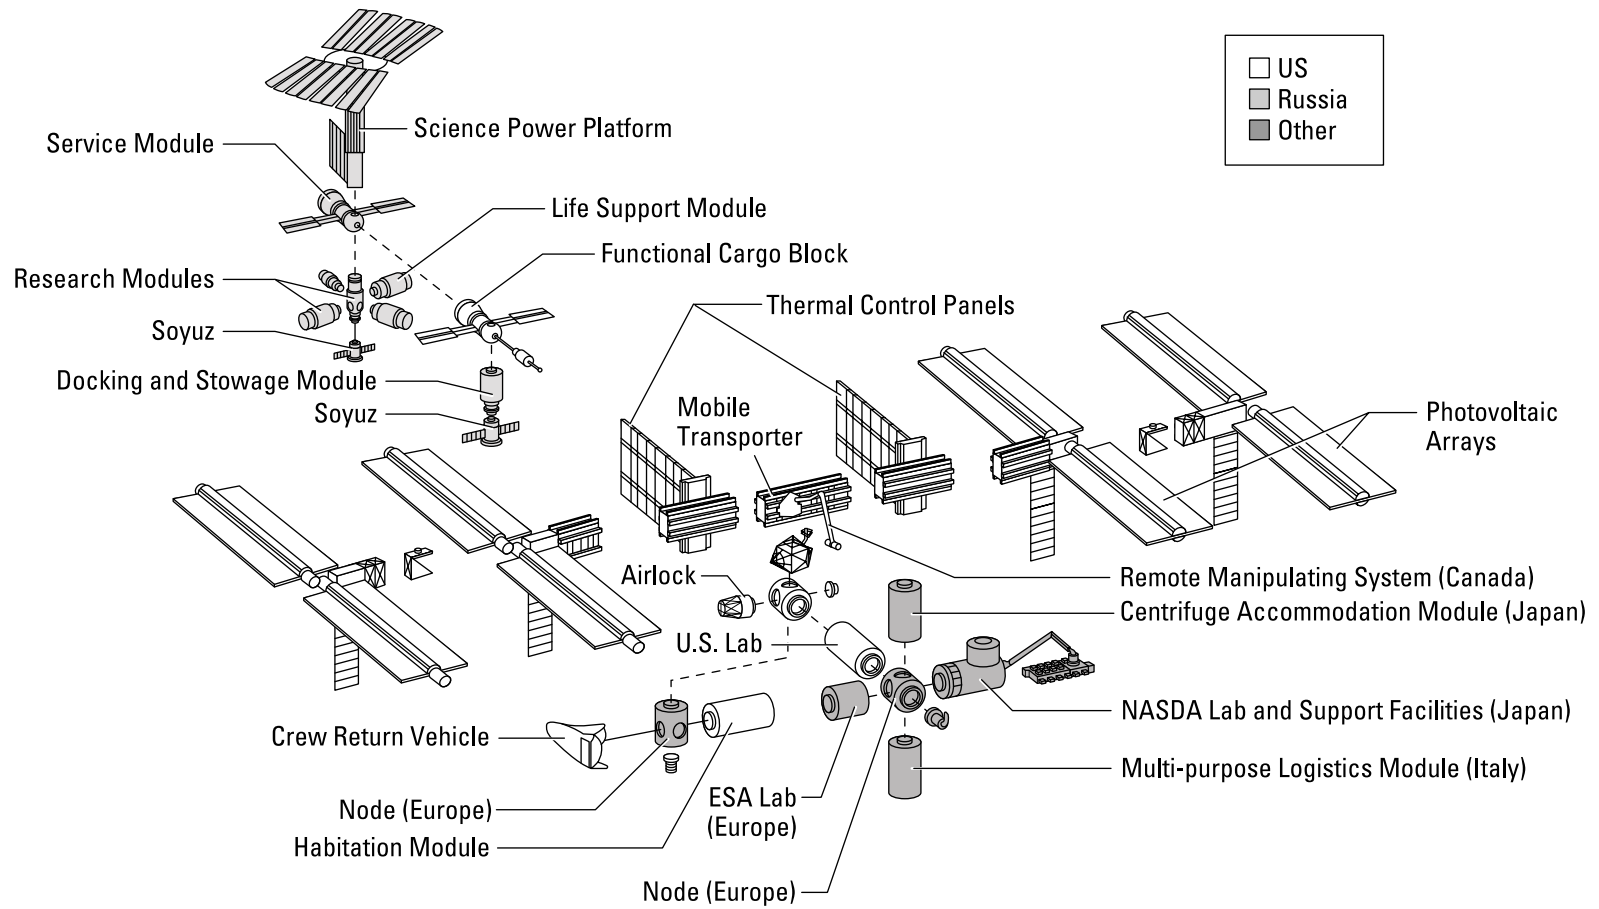 US
Russia
Other
Science Power Platform
Service Module
Life Support Module
Functional Cargo Block
Research Modules
Thermal Control Panels
Soyuz
Docking and Stowage Module
Soyuz
Mobile
Transporter
Photovoltaic
Arrays
Airlock
Remote Manipulating System (Canada)
Centrifuge Accommodation Module (Japan)
U.S. Lab
NASDA Lab and Support Facilities (Japan)
Crew Return Vehicle
Multi-purpose Logistics Module (Italy)
Node (Europe)
ESA Lab
(Europe)
Habitation Module
Node (Europe)